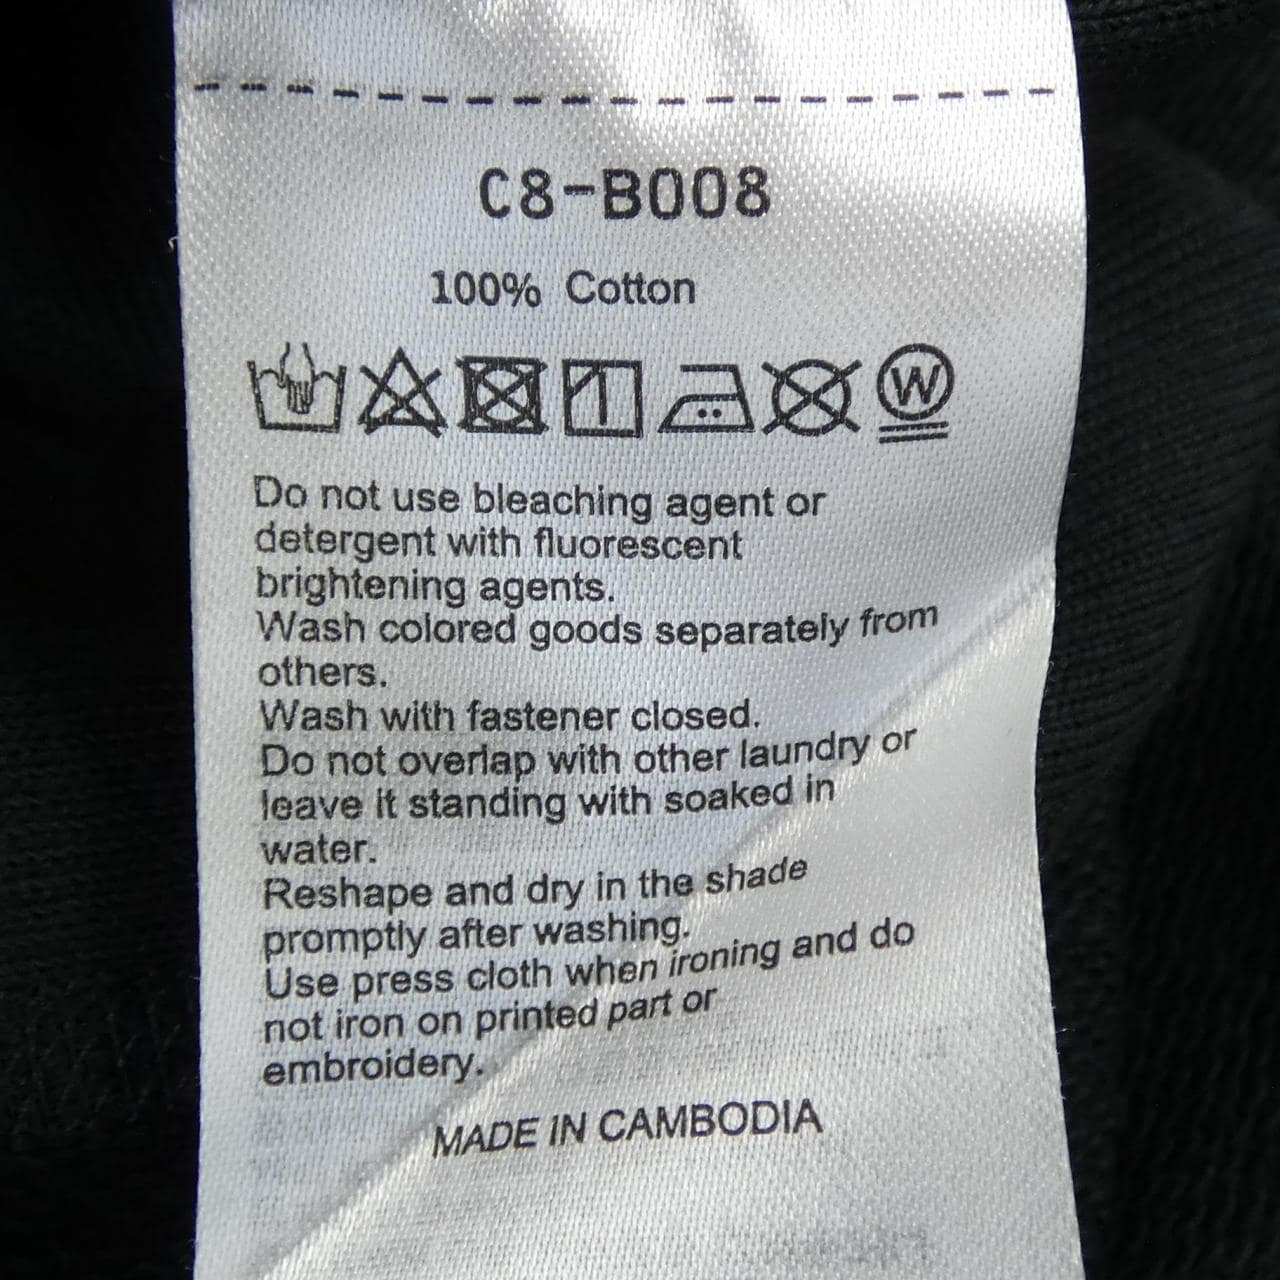 C8-B008
100% Cotton
W
Do not use bleaching agent or
detergent with fluorescent
brightening agents.
Wash colored goods separately from
others.
Wash with fastener closed.
Do not overlap with other laundry or
leave it standing with soaked in
water.
Reshape and dry in the shade
promptly after washing.
Use press cloth when ironing and do
not iron on printed part or
embroidery.
MADE IN CAMBODIA